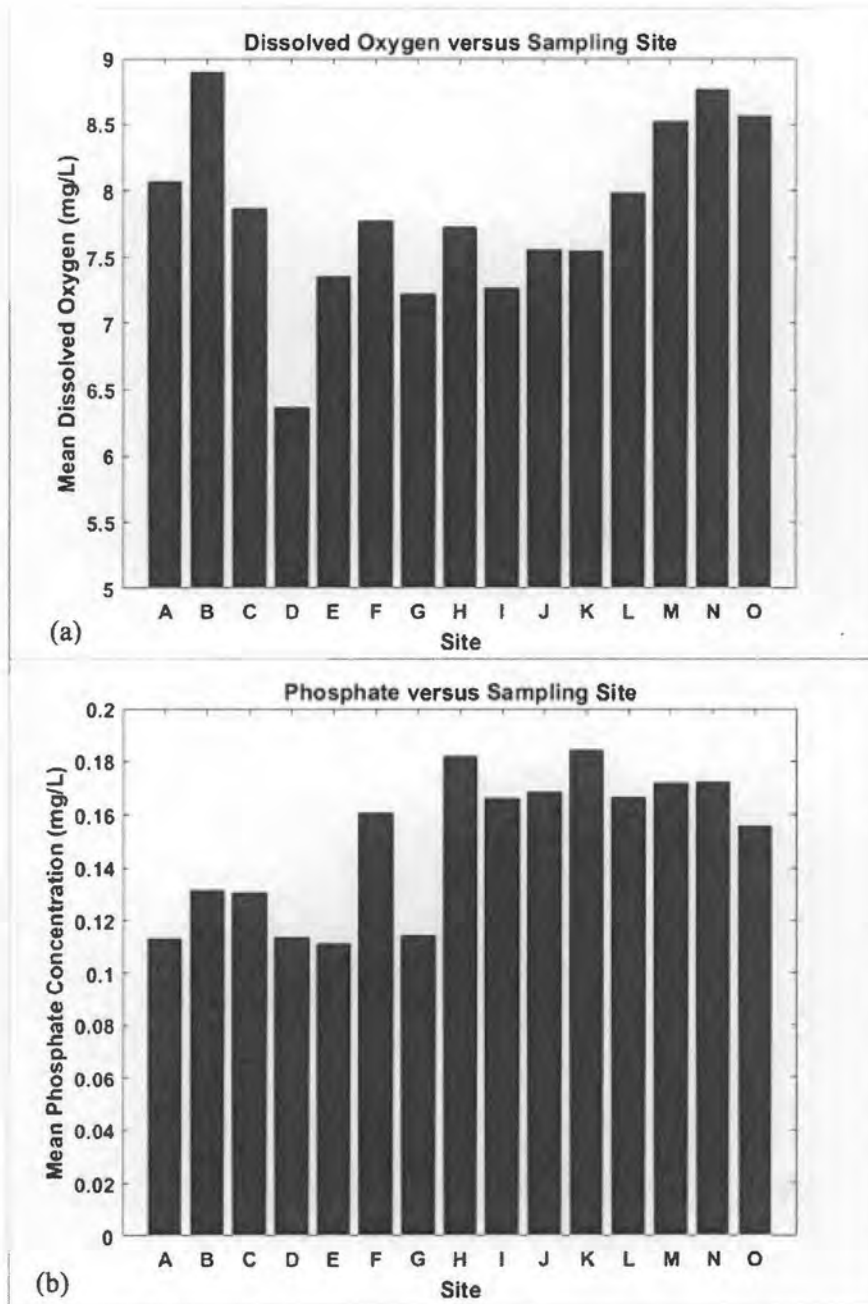 Dissolved Oxygen versus Sampling Site
9
8.5
8
7.5
7
6.5
6
5.5
5
Mean Dissolved Oxygen (mg/L)
A B C D E F G H I J K L M N O
Site
(a)
Phosphate versus Sampling Site
0.2
0.18
0.16
0.14
0.12
0.1
0.08
0.06
0.04
0.02
0
Mean Phosphate Concentration (mg/L)
A B C D E F G H I J K L M N O
Site
(b)